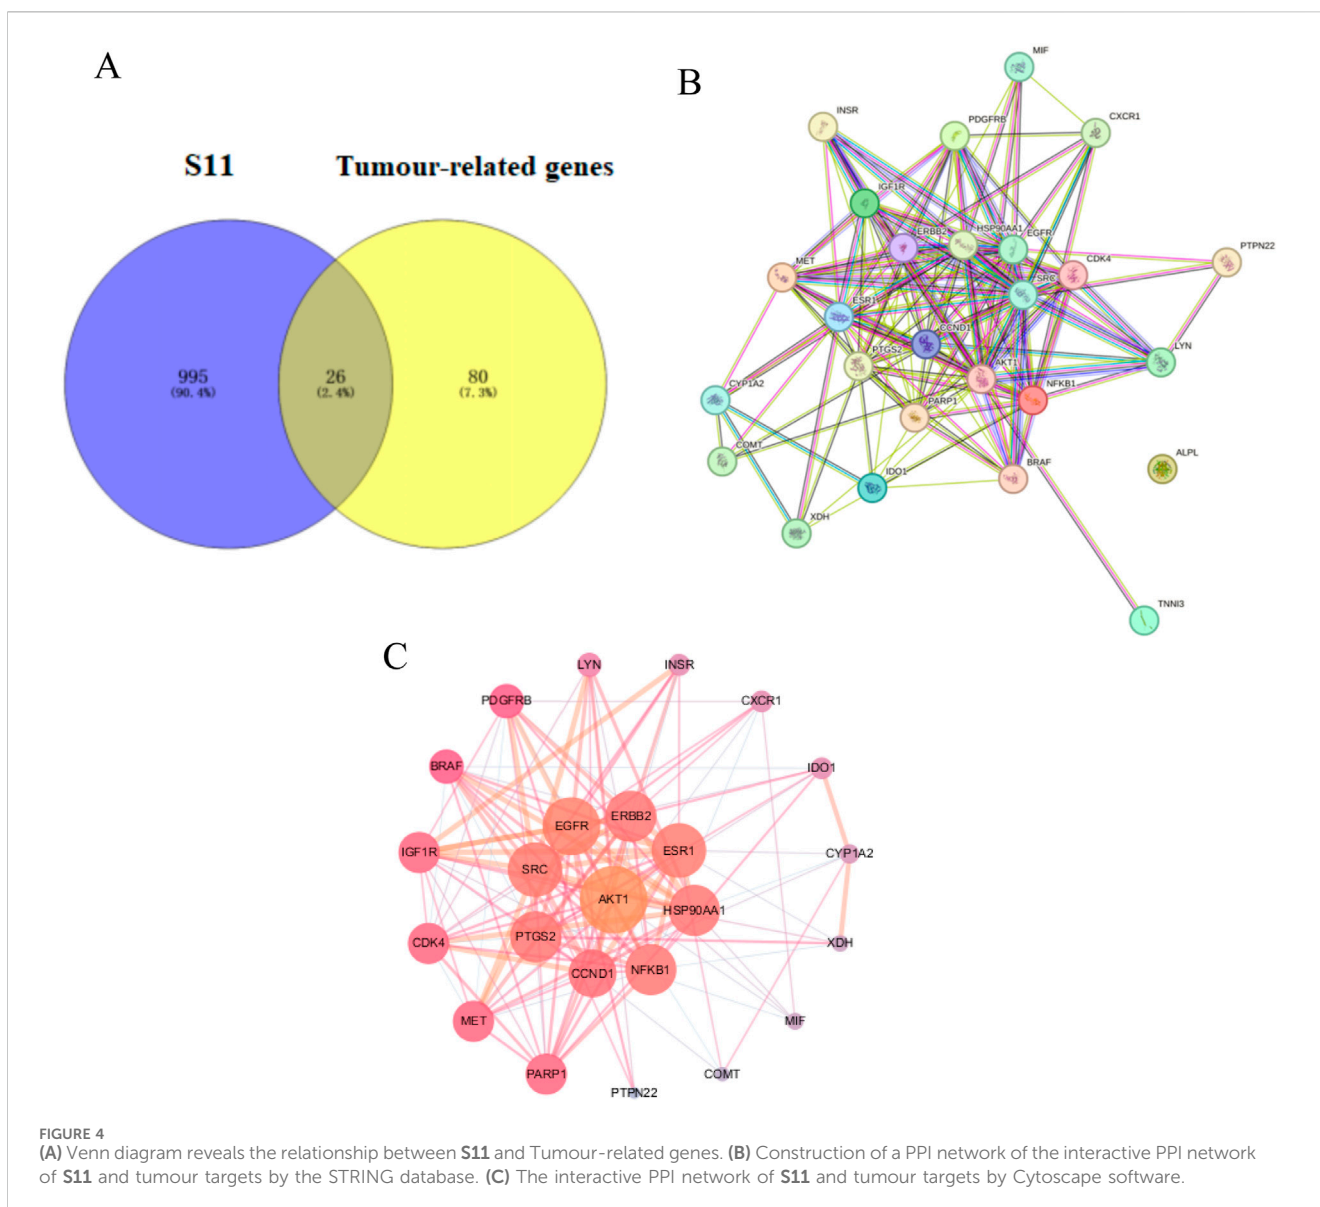 A
S11
Tumour-related genes
995
(90.4%)
26
(2.4%)
80
(7.3%)
B
MIF
INSR
PDGFRB
CXCR1
IGF1R
ERBB2
HSP90AA1
EGFR
PTPN22
MET
CDK4
SRC
ESR1
CCND1
PTGS2
LYN
AKT1
CYP1A2
NFKB1
PARP1
COMT
ALPL
BRAF
IDO1
XDH
TNNI3
C
LYN
INSR
PDGFRB
CXCR1
BRAF
IDO1
ERBB2
EGFR
ESR1
IGF1R
CYP1A2
SRC
AKT1
HSP90AA1
PTGS2
CDK4
XDH
NFKB1
CCND1
MET
MIF
PARP1
COMT
PTPN22
FIGURE 4
(A) Venn diagram reveals the relationship between S11 and Tumour-related genes. (B) Construction of a PPI network of the interactive PPI network
of S11 and tumour targets by the STRING database. (C) The interactive PPI network of S11 and tumour targets by Cytoscape software.